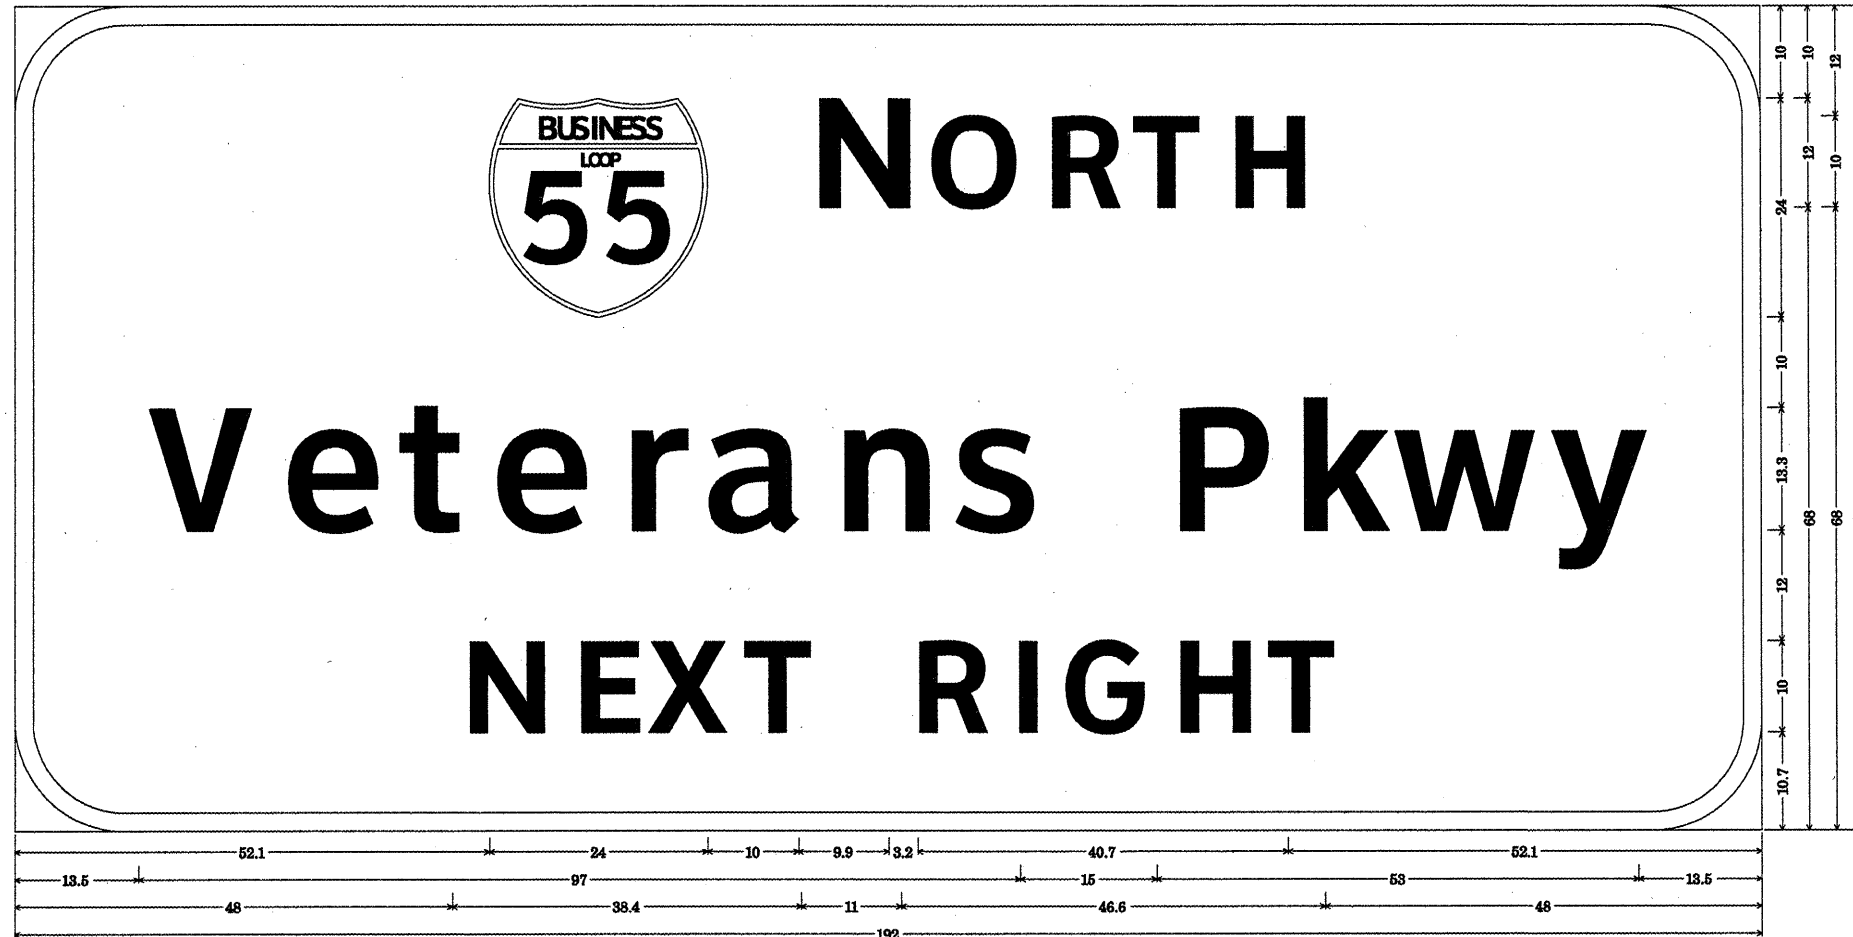 BUSINESS
LOOP
55
NORTH
Veterans Pkwy
NEXT RIGHT
10 12 24 10 13.3 12 10 10.7
10 12 68
12 10 68
52.1 24 10 9.9 3.2 40.7 52.1
13.5 97 15 53 13.5
48 38.4 11 46.6 48
192